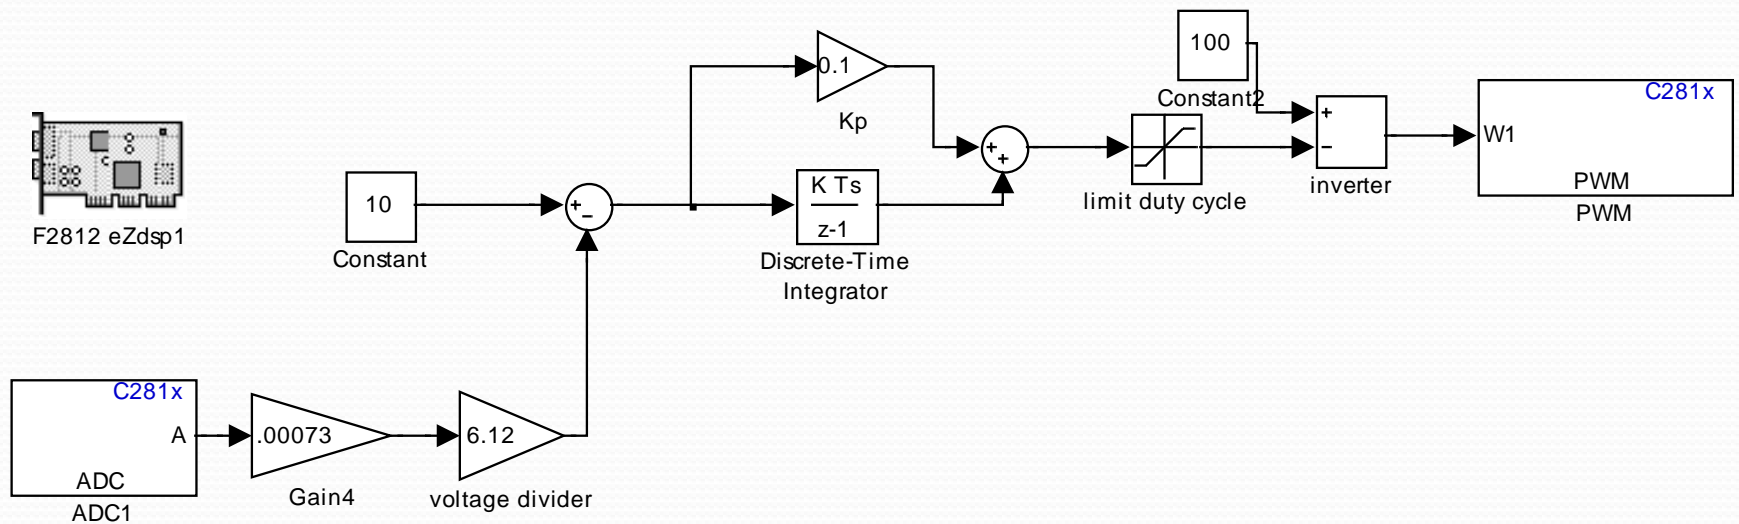 100
Constant2
0.1
Kp
C281x
W1
PWM
PWM
+
−
inverter
+
+
limit duty cycle
F2812 eZdsp1
10
Constant
+
−
K Ts
z-1
Discrete-Time
Integrator
C281x
A
ADC
ADC1
.00073
Gain4
6.12
voltage divider